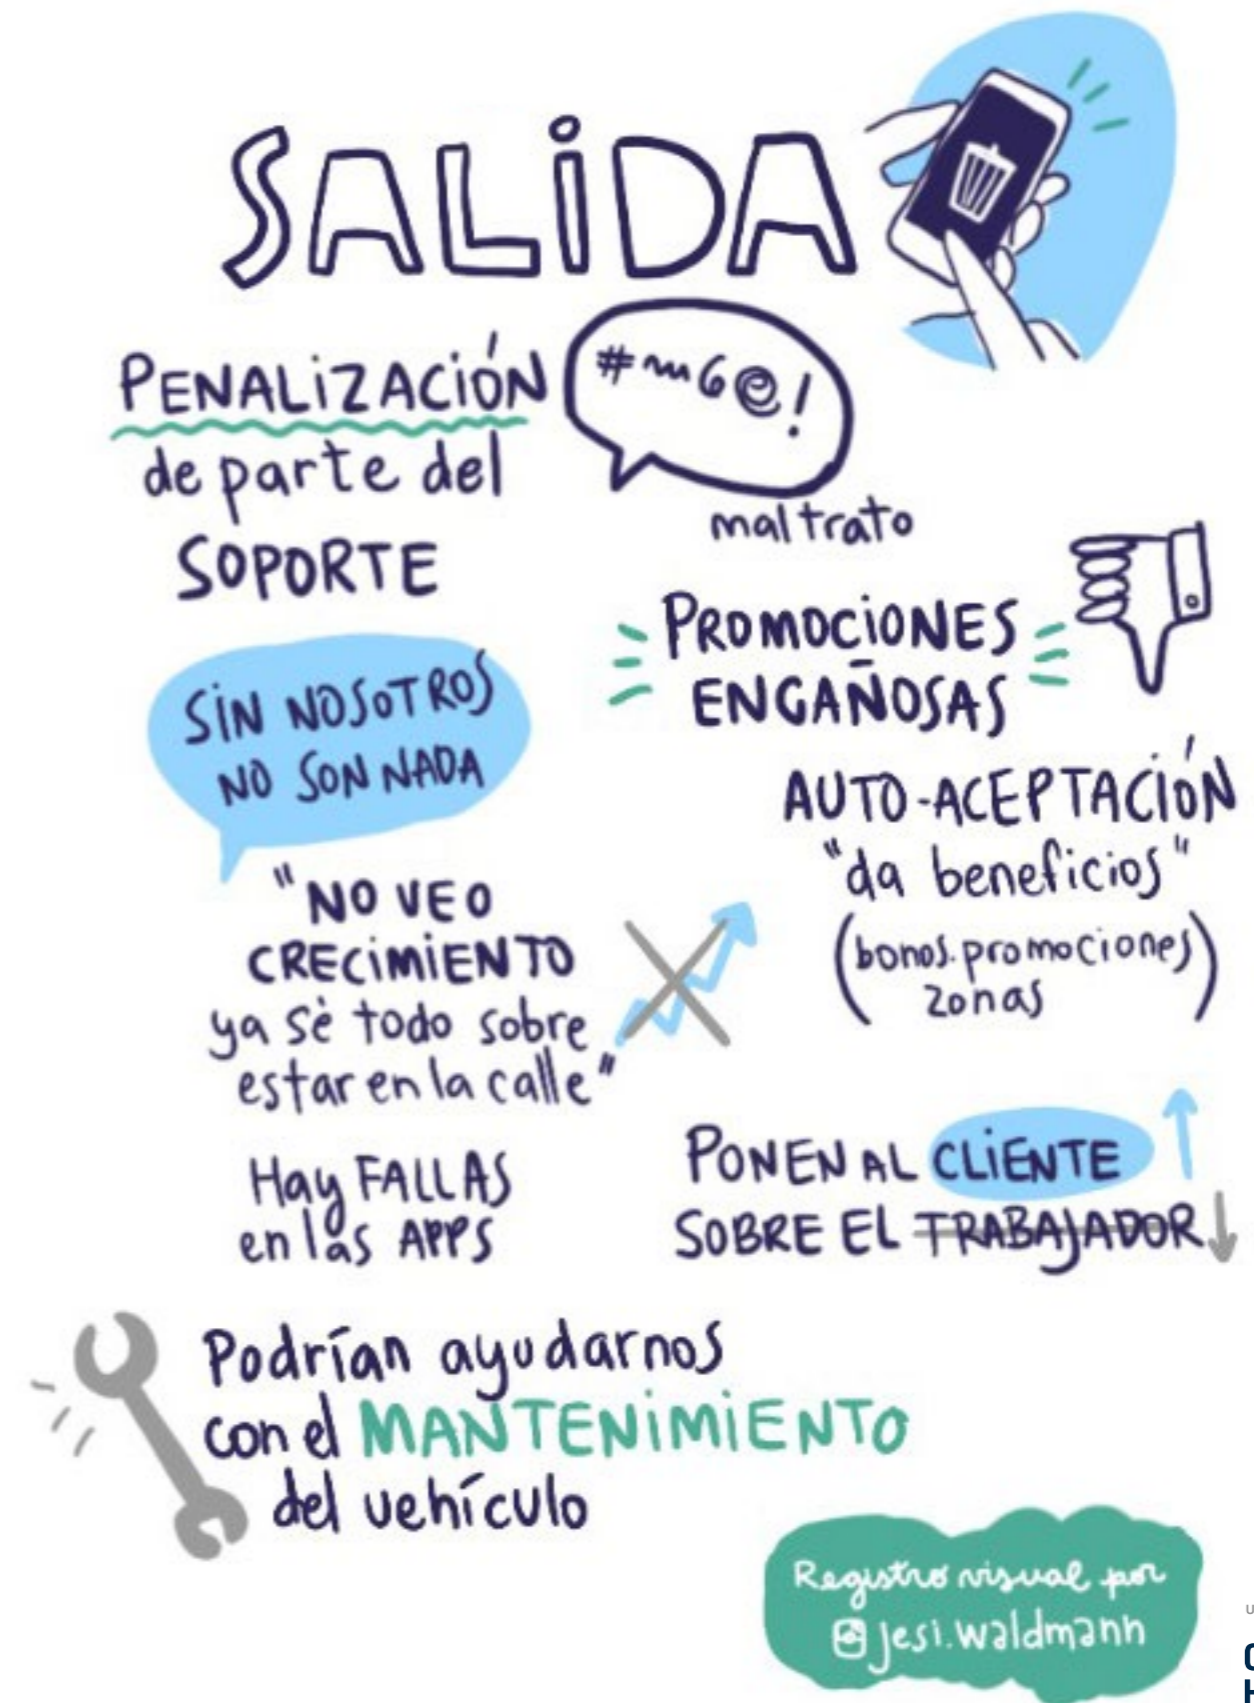 SALIDA
PENALIZACIÓN
de parte del
SOPORTE
#
6@!
maltrato
PROMOCIONES
ENGAÑOSAS
SIN NOSOTROS
NO SON NADA
AUTO-ACEPTACIÓN
"da beneficios"
(bonos.promociones)
zonas
"NO VEO
CRECIMIENTO
ya sè todo sobre
estar en la calle"
Hay FALLAS
en las APPS
PONEN AL CLIENTE
SOBRE EL TRABAJADOR
Podrían ayudarnos
con el MANTENIMIENTO
del vehículo
Registro visual por
jesi.waldmann